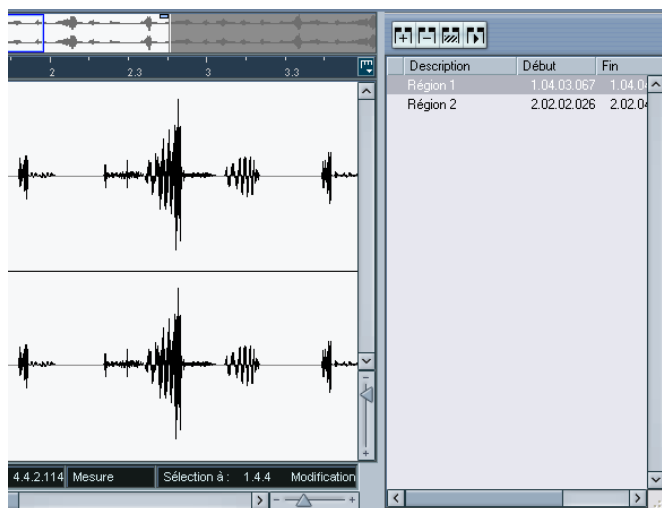 Description Début Fin
2 2.3 3 3.3
Région 1 1.04.03.067
Région 2 2.02.02.026
4.4.2.114 Mesure Sélection à : 1.4.4 Modification